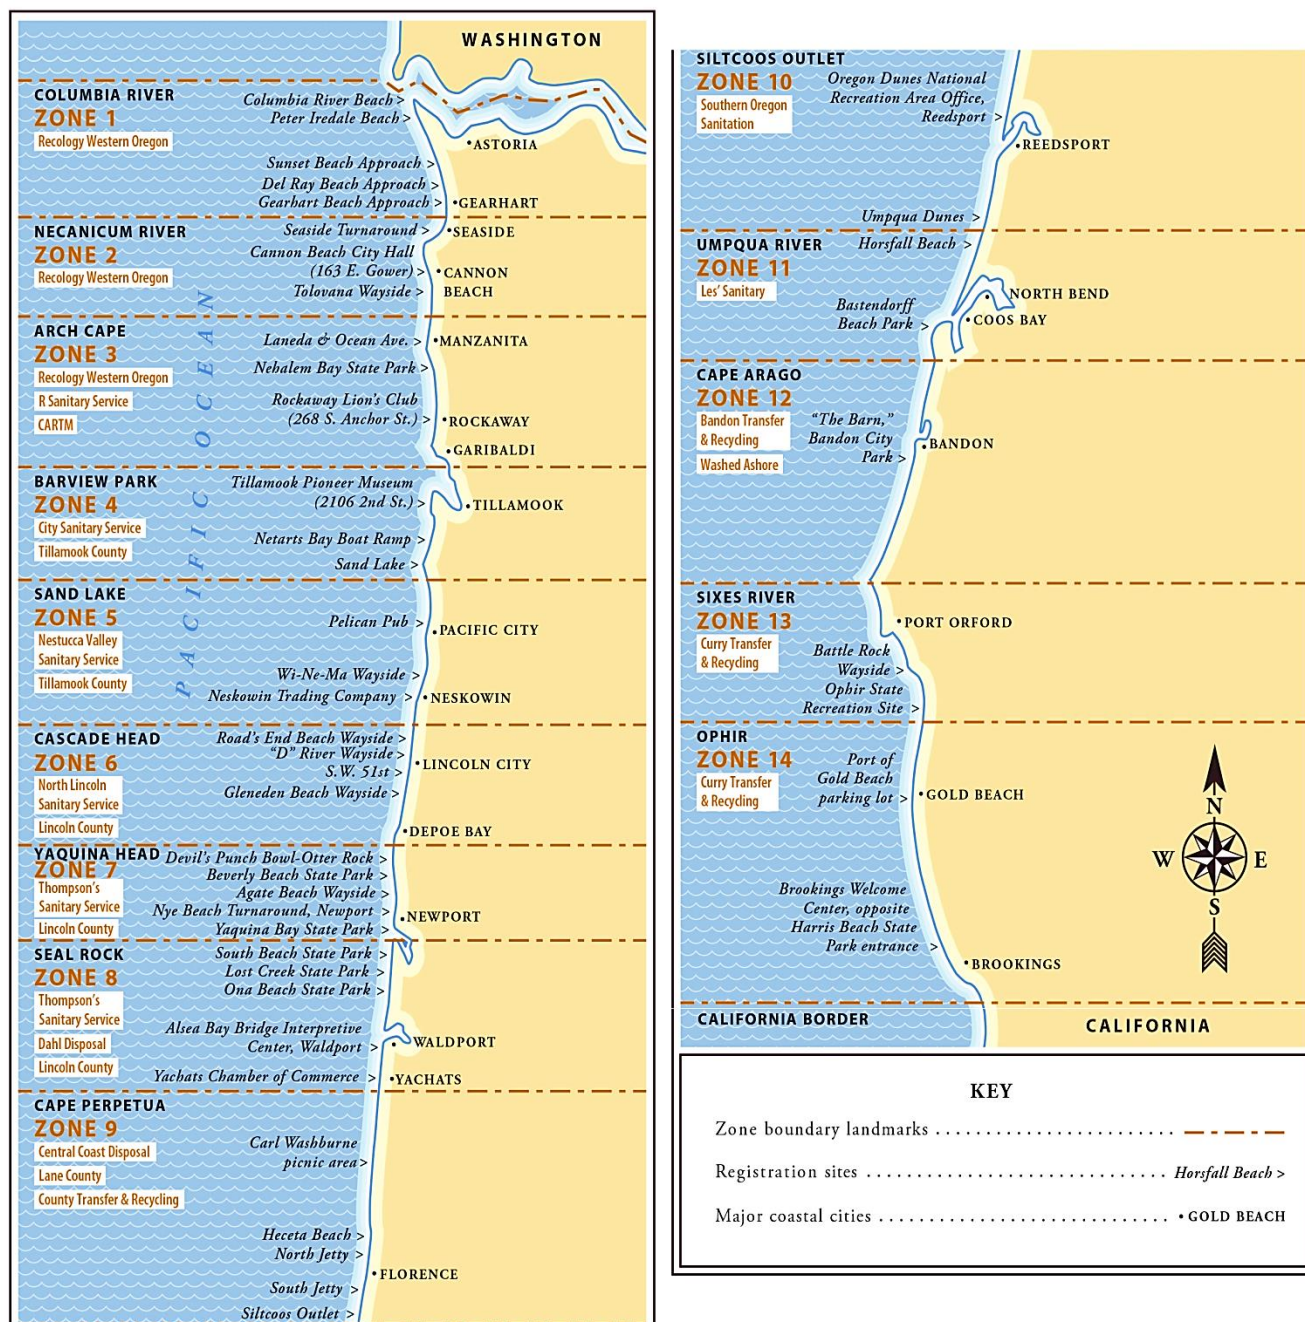 WASHINGTON
COLUMBIA RIVER
ZONE 1
Recology Western Oregon
Columbia River Beach >
Peter Iredale Beach >
•ASTORIA
Sunset Beach Approach >
Del Ray Beach Approach >
Gearhart Beach Approach >
•GEARHART
NECANICUM RIVER
ZONE 2
Recology Western Oregon
Seaside Turnaround >
•SEASIDE
Cannon Beach City Hall
(163 E. Gower) >
•CANNON
BEACH
Tolovana Wayside >
PACIFIC OCEAN
ARCH CAPE
ZONE 3
Recology Western Oregon
R Sanitary Service
CARTM
Laneda & Ocean Ave. >
•MANZANITA
Nehalem Bay State Park >
Rockaway Lion's Club
(268 S. Anchor St.) >
•ROCKAWAY
•GARIBALDI
BARVIEW PARK
ZONE 4
City Sanitary Service
Tillamook County
Tillamook Pioneer Museum
(2106 2nd St.) >
•TILLAMOOK
Netarts Bay Boat Ramp >
Sand Lake >
SAND LAKE
ZONE 5
Nestucca Valley
Sanitary Service
Tillamook County
Pelican Pub >
•PACIFIC CITY
Wi-Ne-Ma Wayside >
Neskowin Trading Company >
•NESKOWIN
CASCADE HEAD
ZONE 6
North Lincoln
Sanitary Service
Lincoln County
Road's End Beach Wayside >
"D" River Wayside >
S.W. 51st >
•LINCOLN CITY
Gleneden Beach Wayside >
•DEPOE BAY
YAQUINA HEAD
ZONE 7
Thompson's
Sanitary Service
Lincoln County
Devil's Punch Bowl-Otter Rock >
Beverly Beach State Park >
Agate Beach Wayside >
Nye Beach Turnaround, Newport >
•NEWPORT
Yaquina Bay State Park >
SEAL ROCK
ZONE 8
Thompson's
Sanitary Service
Dahl Disposal
Lincoln County
South Beach State Park >
Lost Creek State Park >
Ona Beach State Park >
Alsea Bay Bridge Interpretive
Center, Waldport >
•WALDPORT
Yachats Chamber of Commerce >
•YACHATS
CAPE PERPETUA
ZONE 9
Central Coast Disposal
Lane County
County Transfer & Recycling
Carl Washburne
picnic area>
Heceta Beach >
North Jetty >
•FLORENCE
South Jetty >
Siltcoos Outlet >
SILTCOOS OUTLET
ZONE 10
Southern Oregon
Sanitation
Oregon Dunes National
Recreation Area Office,
Reedsport >
•REEDSPORT
Umpqua Dunes >
UMPQUA RIVER
ZONE 11
Les' Sanitary
Horsfall Beach >
•NORTH BEND
•COOS BAY
Bastendorff
Beach Park >
CAPE ARAGO
ZONE 12
Bandon Transfer
& Recycling
Washed Ashore
"The Barn,"
Bandon City
Park >
•BANDON
SIXES RIVER
ZONE 13
Curry Transfer
& Recycling
•PORT ORFORD
Battle Rock
Wayside >
Ophir State
Recreation Site >
OPHIR
ZONE 14
Curry Transfer
& Recycling
Port of
Gold Beach
parking lot >
•GOLD BEACH
Brookings Welcome
Center, opposite
Harris Beach State
Park entrance >
•BROOKINGS
N
W E
S
CALIFORNIA BORDER
CALIFORNIA
KEY
Zone boundary landmarks
Registration sites Horsfall Beach >
Major coastal cities •GOLD BEACH